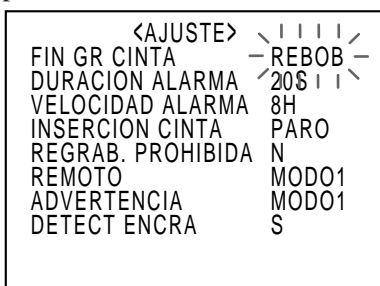 <AJUSTE>
FIN GR CINTA REBOB
DURACION ALARMA 20S
VELOCIDAD ALARMA 8H
INSERCION CINTA PARO
REGRAB. PROHIBIDA N
REMOTO MODO1
ADVERTENCIA MODO1
DETECT ENCRA S